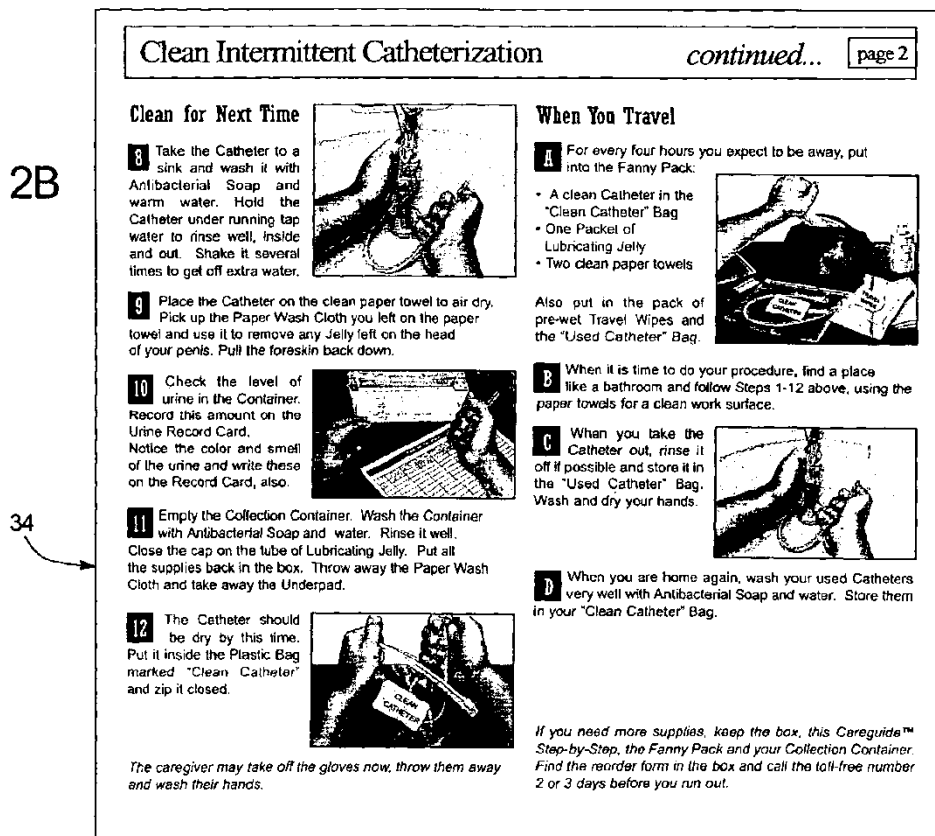 Clean Intermittent Catheterization continued... page 2
2B
34
Clean for Next Time
8 Take the Catheter to a
sink and wash it with
Antibacterial Soap and
warm water. Hold the
Catheter under running tap
water to rinse well, inside
and out. Shake it several
times to get off extra water.
9 Place the Catheter on the clean paper towel to air dry.
Pick up the Paper Wash Cloth you left on the paper
towel and use it to remove any Jelly left on the head
of your penis. Pull the foreskin back down.
10 Check the level of
urine in the Container.
Record this amount on the
Urine Record Card.
Notice the color and smell
of the urine and write these
on the Record Card, also.
11 Empty the Collection Container. Wash the Container
with Antibacterial Soap and water. Rinse it well.
Close the cap on the tube of Lubricating Jelly. Put all
the supplies back in the box. Throw away the Paper Wash
Cloth and take away the Underpad.
12 The Catheter should
be dry by this time.
Put it inside the Plastic Bag
marked "Clean Catheter"
and zip it closed.
CLEAN
CATHETER
The caregiver may take off the gloves now, throw them away
and wash their hands.
When You Travel
A For every four hours you expect to be away, put
into the Fanny Pack:
• A clean Catheter in the
"Clean Catheter" Bag
• One Packet of
Lubricating Jelly
• Two clean paper towels
CLEAN
CATHETER
Also put in the pack of
pre-wet Travel Wipes and
the "Used Catheter" Bag.
B When it is time to do your procedure, find a place
like a bathroom and follow Steps 1-12 above, using the
paper towels for a clean work surface.
C When you take the
Catheter out, rinse it
off if possible and store it in
the "Used Catheter" Bag.
Wash and dry your hands.
D When you are home again, wash your used Catheters
very well with Antibacterial Soap and water. Store them
in your "Clean Catheter" Bag.
If you need more supplies, keep the box, this Careguide™
Step-by-Step, the Fanny Pack and your Collection Container.
Find the reorder form in the box and call the toll-free number
2 or 3 days before you run out.